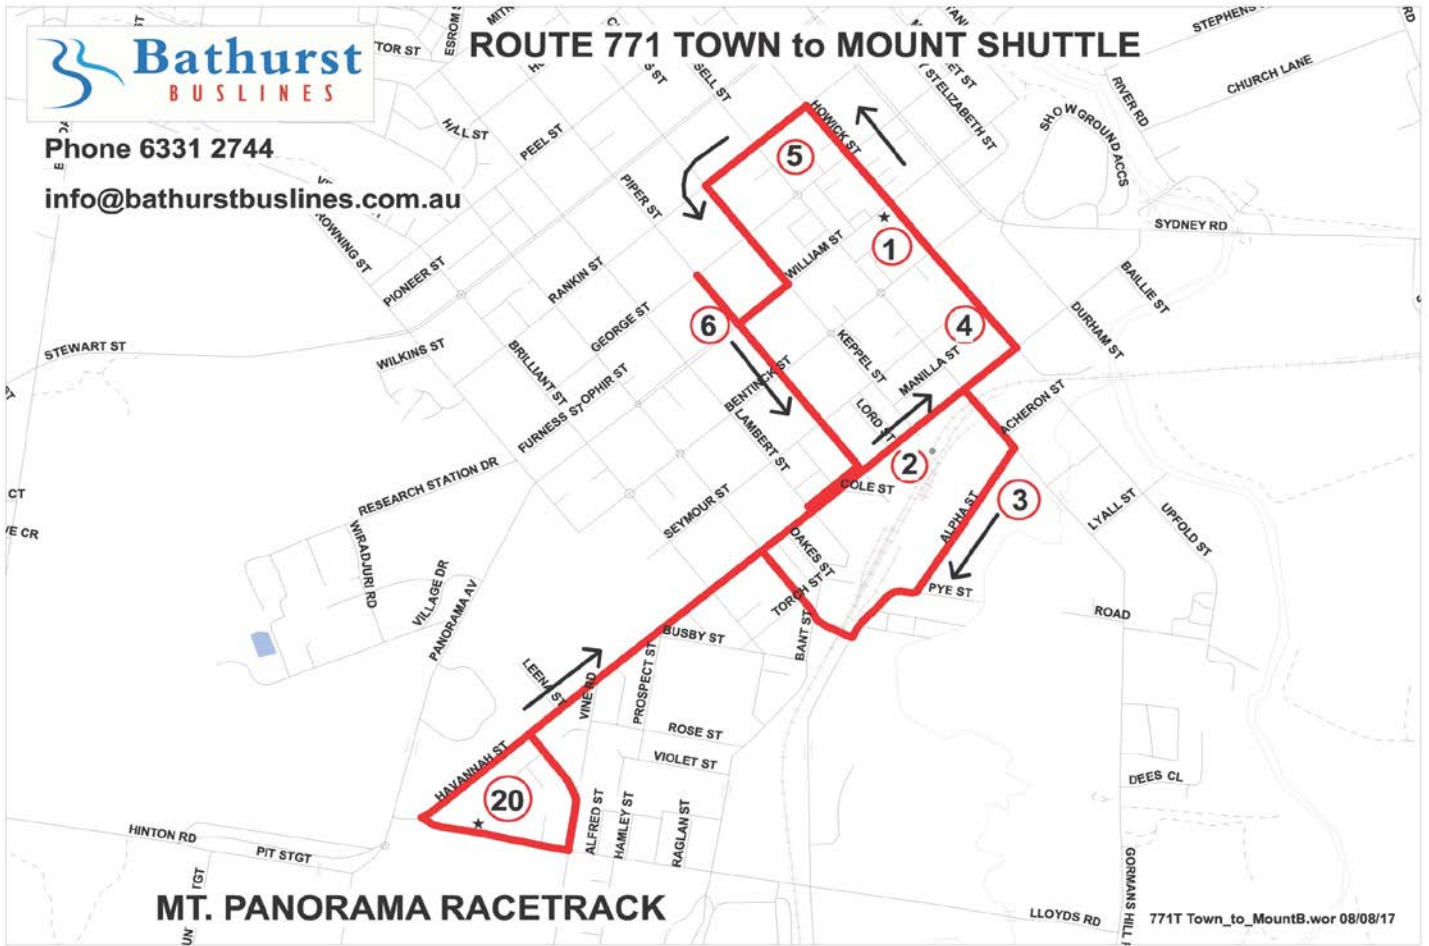 ROUTE 771 TOWN to MOUNT SHUTTLE
Bathurst
BUSLINES
Phone 6331 2744
info@bathurstbuslines.com.au
TOR ST
CHURCH LANE
RIVER RD
SHOWGROUND ACCS
SYDNEY RD
HILL ST
PEEL ST
PIPER ST
HOWICK ST
5
1
WILLIAM ST
BAILLIE ST
DURHAM ST
PIONEER ST
RANKIN ST
GEORGE ST
6
4
KEPPEL ST
MANILLA ST
STEWART ST
WILKINS ST
BRILLIANT ST
OPHIR ST
FURNESS ST
BENTINCK ST
LAMBERT ST
LORD ST
ACHERON ST
2
COLE ST
3
ALPHA ST
LYALL ST
UPFOLD ST
RESEARCH STATION DR
SEYMOUR ST
WIRADJURI RD
VILLAGE DR
PANORAMA AV
OAKES ST
TORCH ST
PYE ST
BANT ST
ROAD
BUSBY ST
LEENA ST
VINE RD
PROSPECT ST
ROSE ST
VIOLET ST
HAVANNAH ST
20
ALFRED ST
HAMLEY ST
RAGLAN ST
DEES CL
HINTON RD
PIT STGT
GORMANS HILL
LLOYDS RD
MT. PANORAMA RACETRACK
771T Town_to_MountB.wor 08/08/17